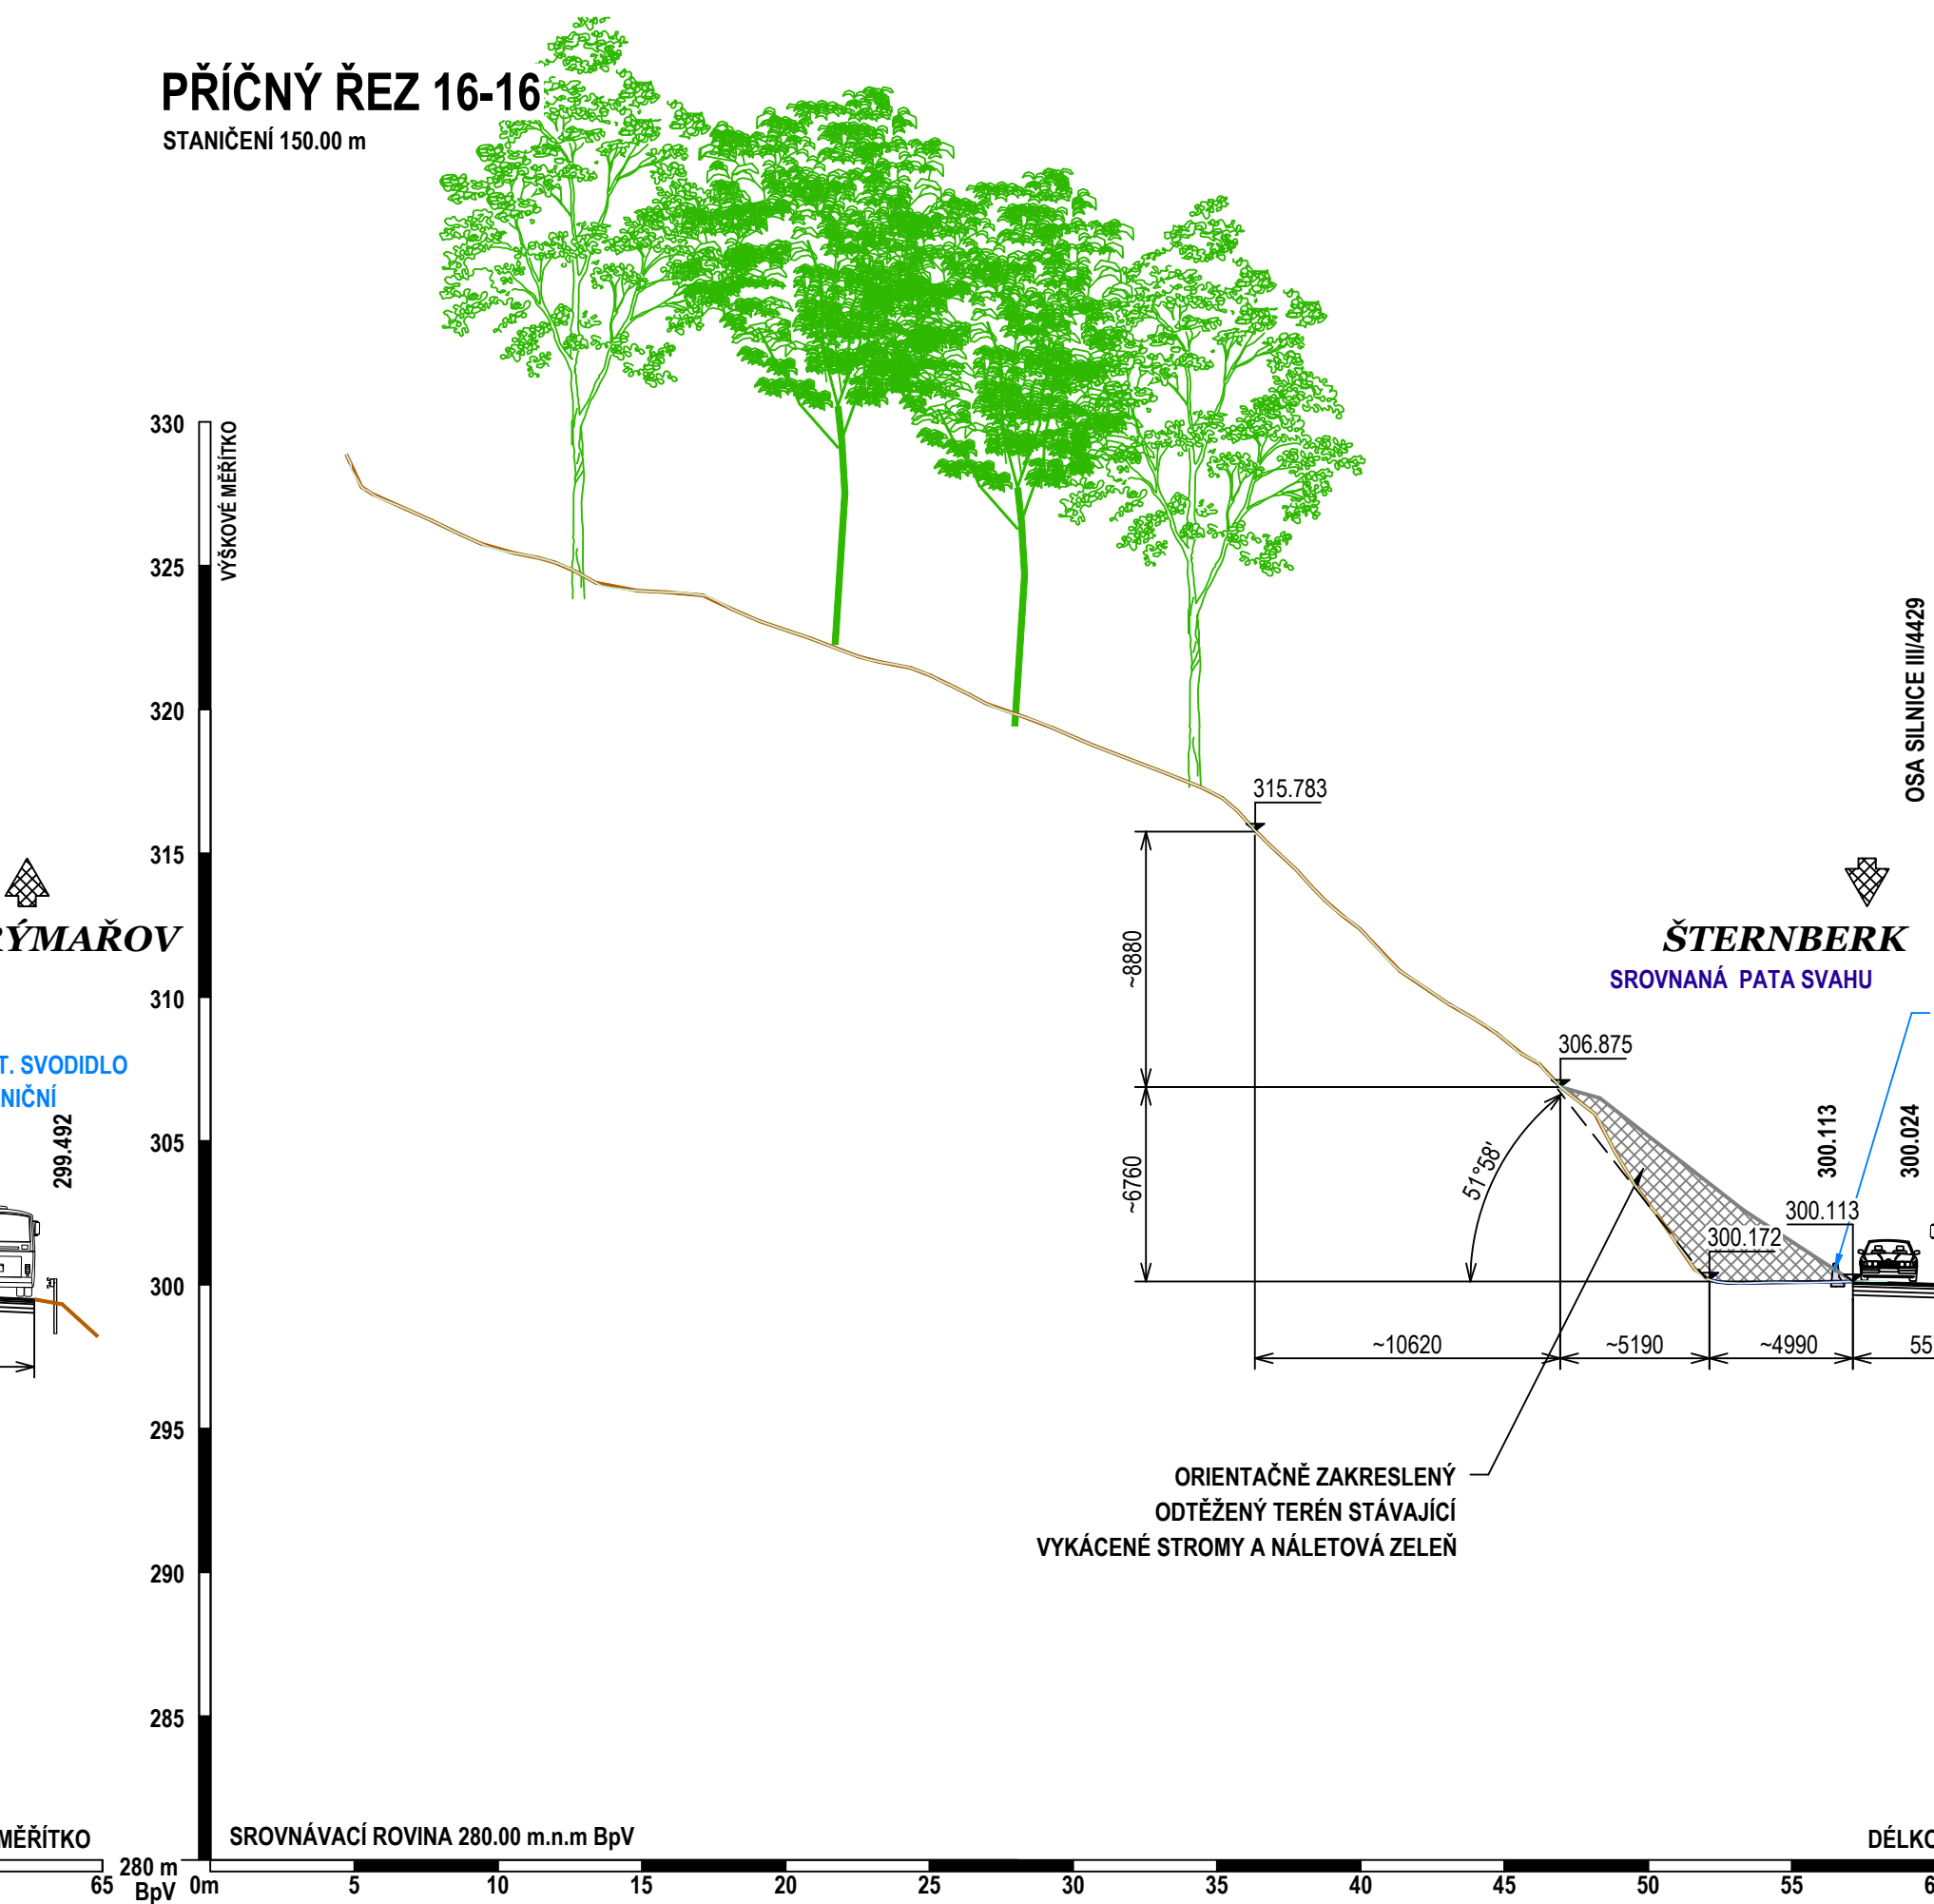 PŘÍČNÝ ŘEZ 16-16
STANIČENÍ 150.00 m
330
325
320
315
310
305
300
295
290
285
280 m
BpV
VÝŠKOVÉ MĚŘÍTKO
OSA SILNICE III/4429
315.783
RÝMAŘOV
ŠTERNBERK
SROVNANÁ PATA SVAHU
~8880
306.875
T. SVODIDLO
NIČNÍ
299.492
~6760
51°58'
300.113
300.024
300.113
300.172
~10620
~5190
~4990
55
ORIENTAČNĚ ZAKRESLENÝ
ODTĚŽENÝ TERÉN STÁVAJÍCÍ
VYKÁCENÉ STROMY A NÁLETOVÁ ZELEŇ
MĚŘÍTKO
SROVNÁVACÍ ROVINA 280.00 m.n.m BpV
DÉLKO
65
0m 5 10 15 20 25 30 35 40 45 50 55 6